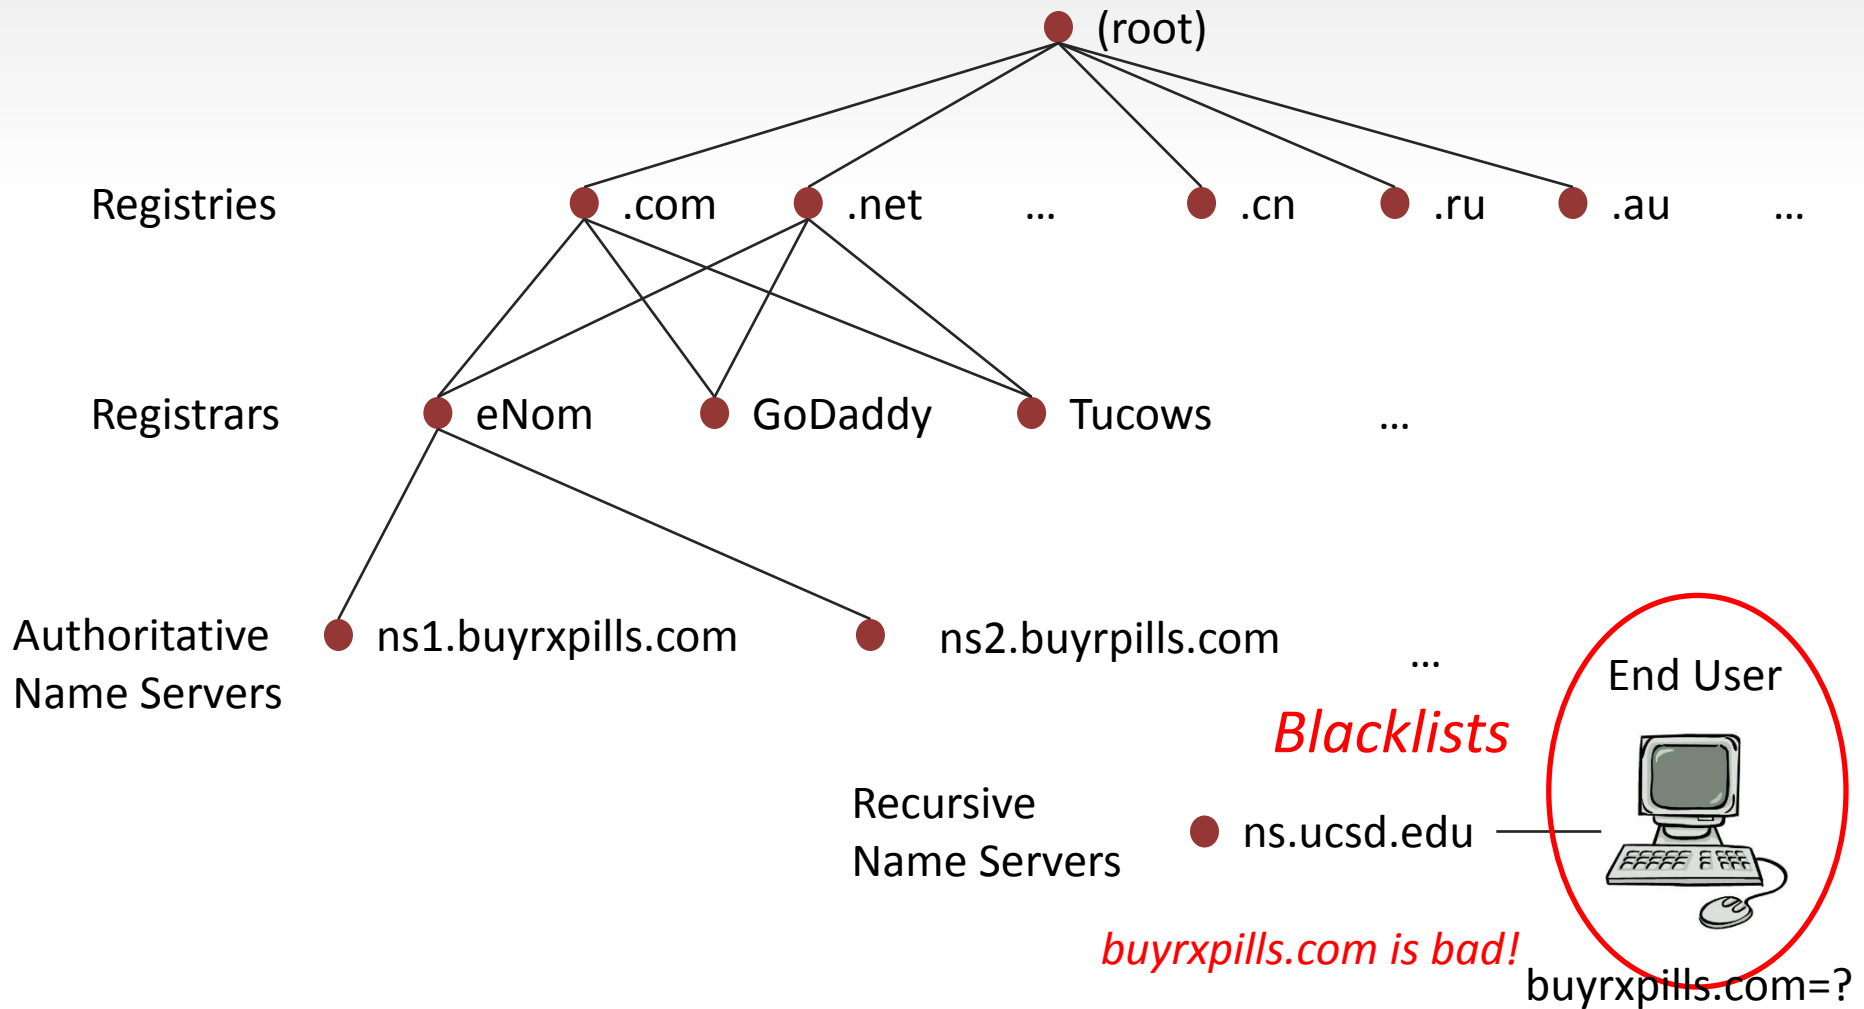 (root)
Registries .com .net ... .cn .ru .au ...
Registrars eNom GoDaddy Tucows ...
Authoritative
Name Servers
ns1.buyrxpills.com ns2.buyrpills.com ...
End User
Blacklists
Recursive
Name Servers
ns.ucsd.edu
buyrxpills.com is bad!
buyrxpills.com=?